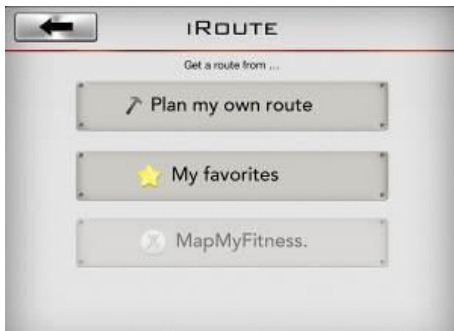 iRoute
Get a route from ...
Plan my own route
My favorites
MapMyFitness.